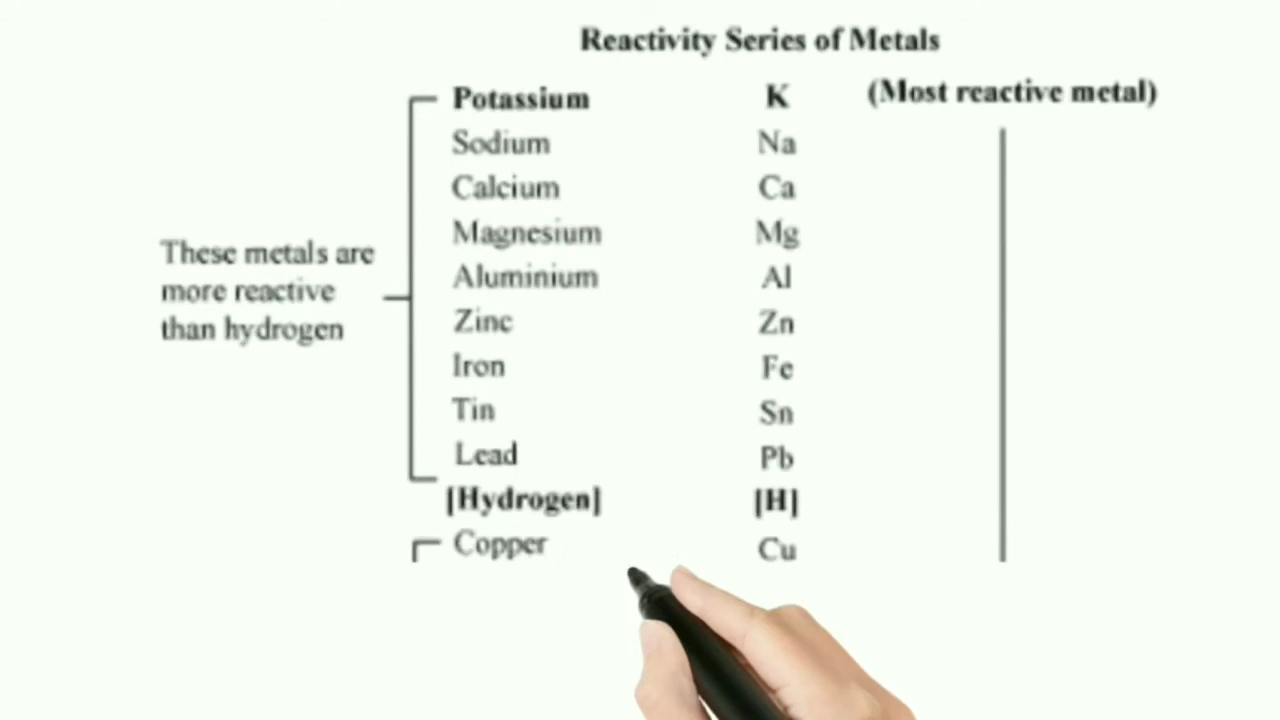 Reactivity Series of Metals
Potassium K (Most reactive metal)
Sodium Na
Calcium Ca
Magnesium Mg
Aluminium Al
Zinc Zn
Iron Fe
Tin Sn
Lead Pb
[Hydrogen] [H]
Copper Cu
These metals are
more reactive
than hydrogen